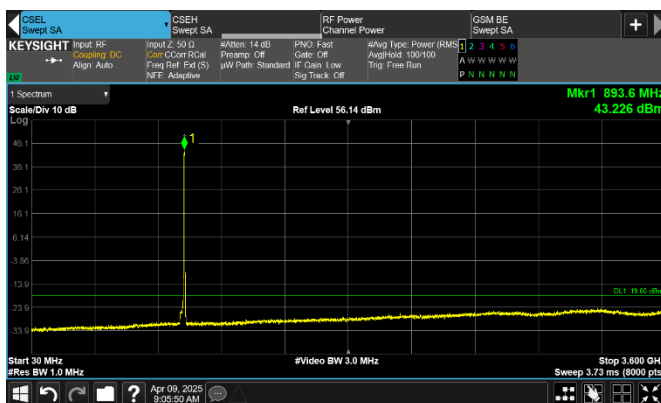 CSEL
Swept SA
CSEH
Swept SA
RF Power
Channel Power
GSM BE
Swept SA
+
KEYSIGHT
Input: RF
Coupling: DC
Align: Auto
Input Z: 50 Ω
Corr CCorr RCal
Freq Ref: Ext (S)
NFE: Adaptive
#Atten: 14 dB
Preamp: Off
µW Path: Standard
PNO: Fast
Gate: Off
IF Gain: Low
Sig Track: Off
#Avg Type: Power (RMS
Avg|Hold: 100/100
Trig: Free Run
1 2 3 4 5 6
A W W W W W
P N N N N N
1 Spectrum
Scale/Div 10 dB
Ref Level 56.14 dBm
Mkr1 893.6 MHz
43.226 dBm
Log
1
46.1
36.1
26.1
16.1
6.14
-3.86
-13.9
-23.9
-33.9
DL1 -19.00 dBm
Start 30 MHz
#Video BW 3.0 MHz
Stop 3.600 GHz
#Res BW 1.0 MHz
Sweep 3.73 ms (8000 pts)
?
Apr 09, 2025
9:05:50 AM